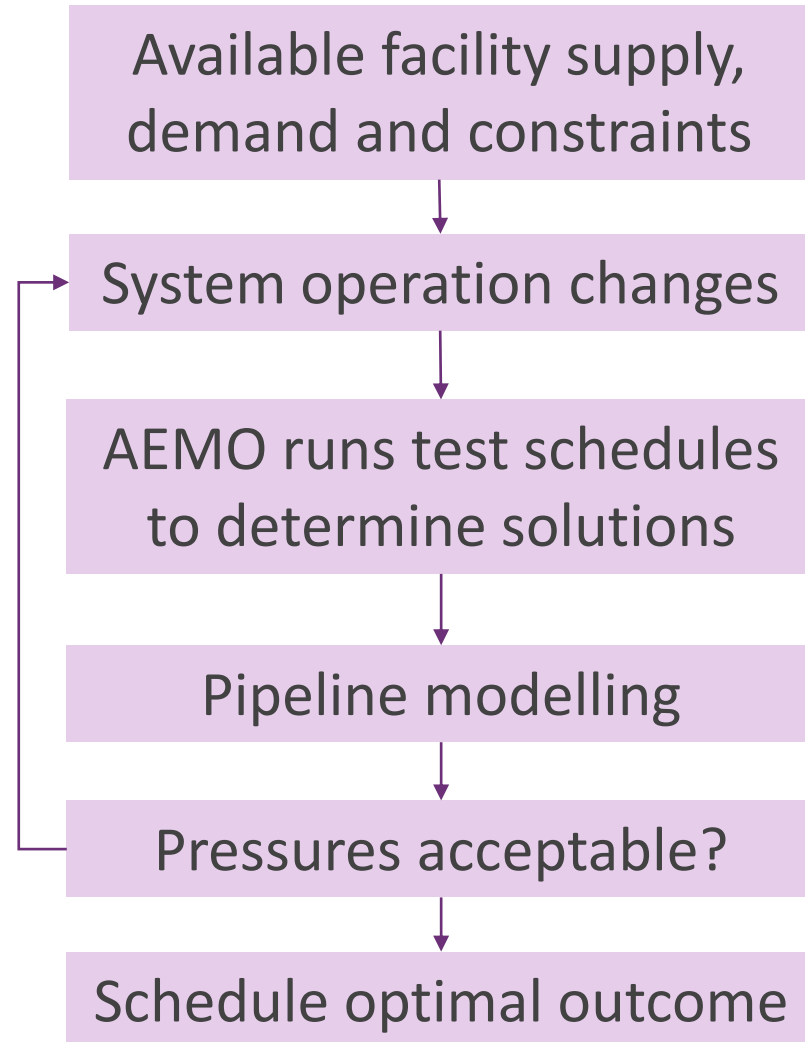 Available facility supply,
demand and constraints
System operation changes
AEMO runs test schedules
to determine solutions
Pipeline modelling
Pressures acceptable?
Schedule optimal outcome